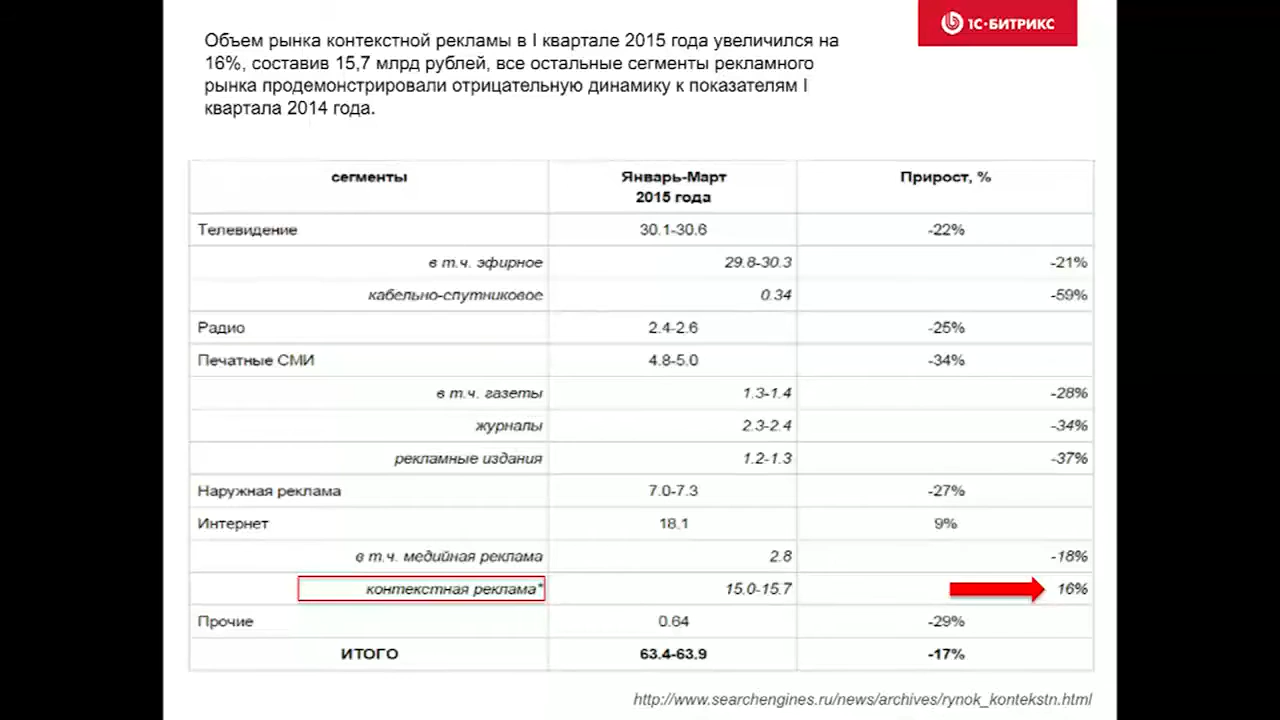 1С-БИТРИКС
Объем рынка контекстной рекламы в I квартале 2015 года увеличился на
16%, составив 15,7 млрд рублей, все остальные сегменты рекламного
рынка продемонстрировали отрицательную динамику к показателям I
квартала 2014 года.
сегменты Январь-Март 2015 года Прирост, %
Телевидение 30.1-30.6 -22%
в т.ч. эфирное 29.8-30.3 -21%
кабельно-спутниковое 0.34 -59%
Радио 2.4-2.6 -25%
Печатные СМИ 4.8-5.0 -34%
в т.ч. газеты 1.3-1.4 -28%
журналы 2.3-2.4 -34%
рекламные издания 1.2-1.3 -37%
Наружная реклама 7.0-7.3 -27%
Интернет 18.1 9%
в т.ч. медийная реклама 2.8 -18%
контекстная реклама* 15.0-15.7 16%
Прочие 0.64 -29%
ИТОГО 63.4-63.9 -17%
http://www.searchengines.ru/news/archives/rynok_kontekstn.html